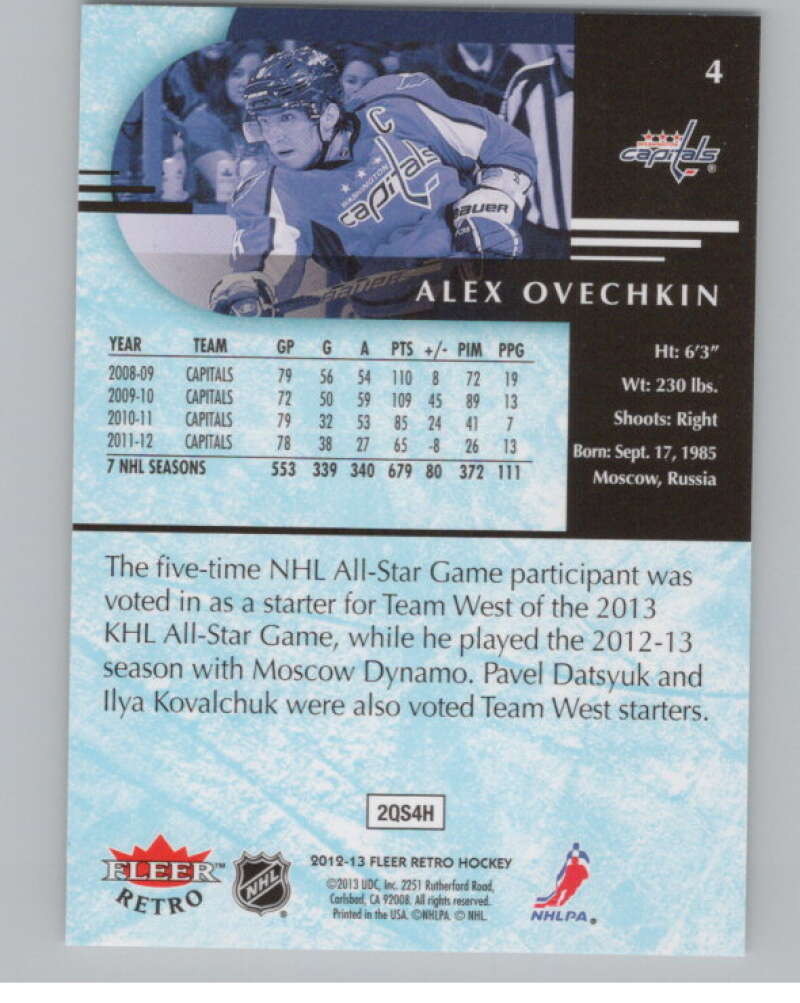 4
WASHINGTON
capitals
C
WASHINGTON
capitals
BAUER
ALEX OVECHKIN
YEAR TEAM GP G A PTS +/- PIM PPG
2008-09 CAPITALS 79 56 54 110 8 72 19
2009-10 CAPITALS 72 50 59 109 45 89 13
2010-11 CAPITALS 79 32 53 85 24 41 7
2011-12 CAPITALS 78 38 27 65 -8 26 13
7 NHL SEASONS 553 339 340 679 80 372 111
Ht: 6'3"
Wt: 230 lbs.
Shoots: Right
Born: Sept. 17, 1985
Moscow, Russia
The five-time NHL All-Star Game participant was
voted in as a starter for Team West of the 2013
KHL All-Star Game, while he played the 2012-13
season with Moscow Dynamo. Pavel Datsyuk and
Ilya Kovalchuk were also voted Team West starters.
2QS4H
FLEER™
RETRO
NHL®
2012-13 FLEER RETRO HOCKEY
©2013 UDC, Inc. 2251 Rutherford Road,
Carlsbad, CA 92008. All rights reserved.
Printed in the USA. ©NHLPA. © NHL.
NHLPA®